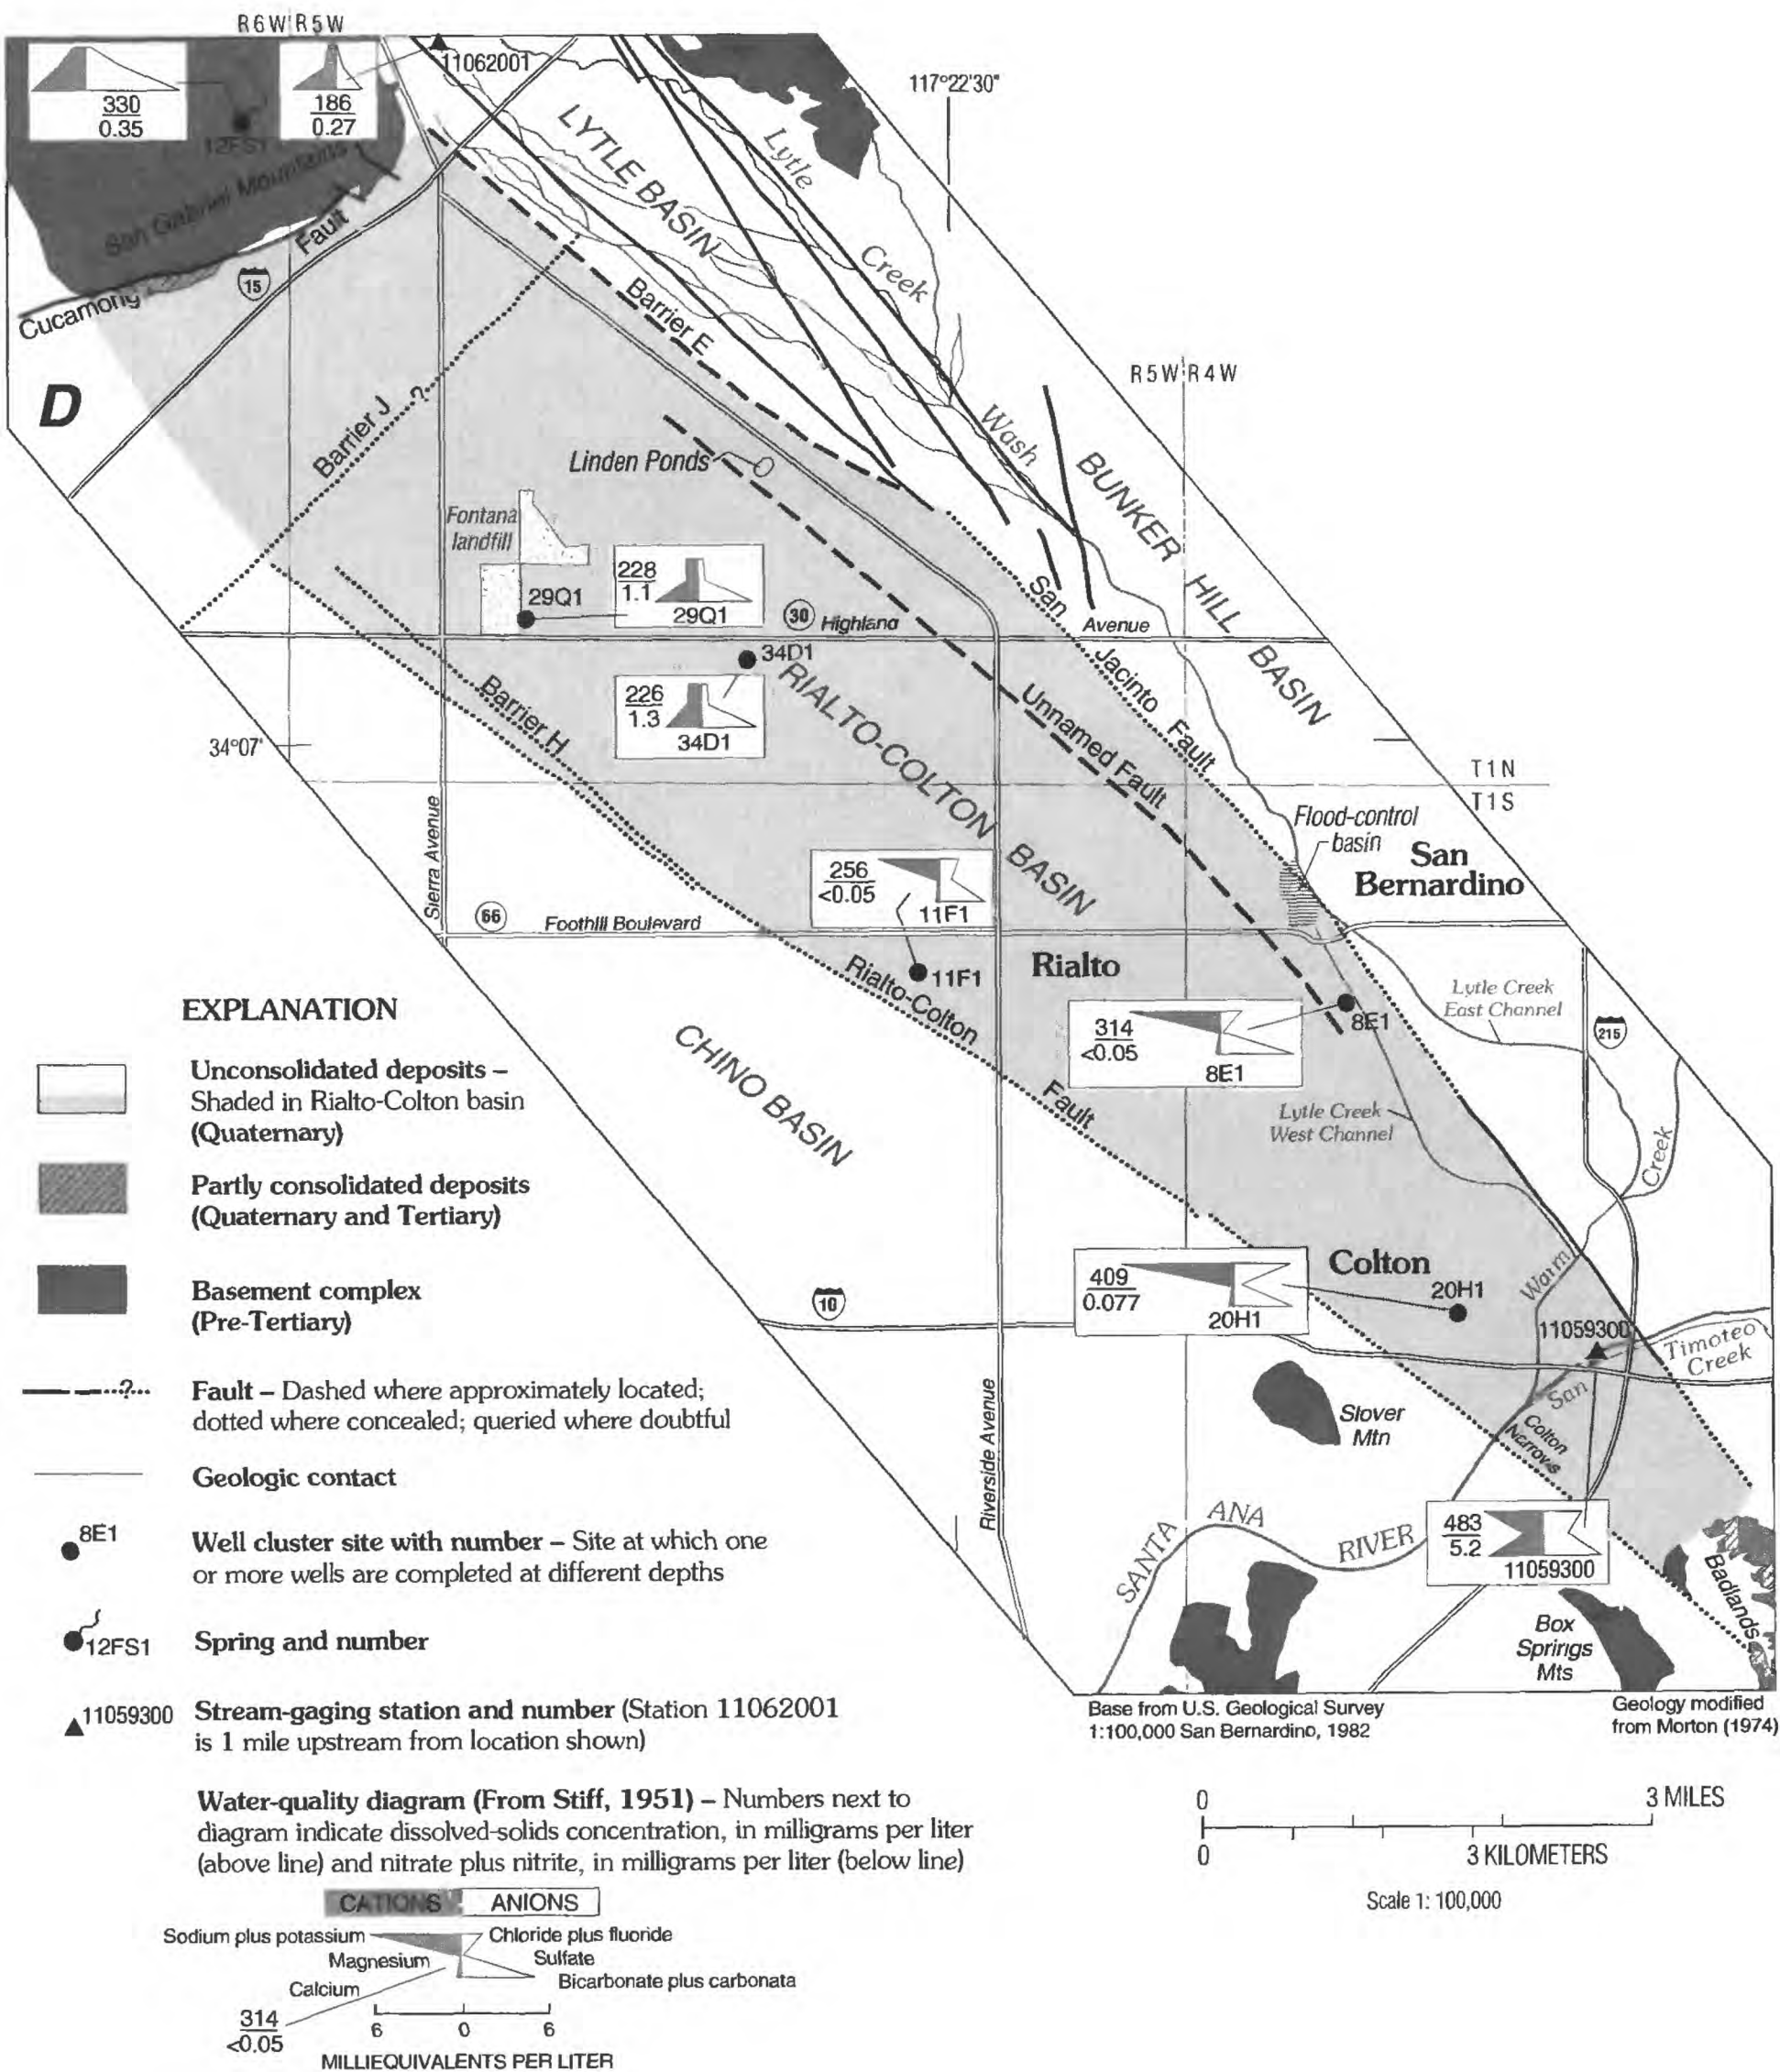 R6W R5W
330
0.35
186
0.27
11062001
12FS1
San Gabriel Mountains
Cucamong
Fault
15
D
117°22'30"
LYTLE BASIN
Lytle
Creek
Wash
Barrier E
Barrier J
?
R5W R4W
BUNKER HILL BASIN
Linden Ponds
Fontana
landfill
29Q1
228
1.1
29Q1
30
Highland
Avenue
34D1
226
1.3
34D1
San
Jacinto
Fault
Unnamed Fault
RIALTO-COLTON BASIN
Barrier H
34°07'
T1N
T1S
Sierra Avenue
Flood-control
basin
San
Bernardino
256
<0.05
11F1
66
Foothill Boulevard
11F1
Rialto
Rialto-Colton
Fault
CHINO BASIN
314
<0.05
8E1
8E1
Lytle Creek
East Channel
215
Lytle Creek
West Channel
Creek
Warm
Colton
409
0.077
20H1
20H1
10
11059300
San
Timoteo
Creek
Riverside Avenue
Slover
Mtn
Colton
Narrows
SANTA
ANA
RIVER
483
5.2
11059300
Badlands
Box
Springs
Mts
Base from U.S. Geological Survey
1:100,000 San Bernardino, 1982
Geology modified
from Morton (1974)
EXPLANATION
Unconsolidated deposits –
Shaded in Rialto-Colton basin
(Quaternary)
Partly consolidated deposits
(Quaternary and Tertiary)
Basement complex
(Pre-Tertiary)
?
Fault – Dashed where approximately located;
dotted where concealed; queried where doubtful
Geologic contact
8E1
Well cluster site with number – Site at which one
or more wells are completed at different depths
12FS1
Spring and number
11059300
Stream-gaging station and number (Station 11062001
is 1 mile upstream from location shown)
Water-quality diagram (From Stiff, 1951) – Numbers next to
diagram indicate dissolved-solids concentration, in milligrams per liter
(above line) and nitrate plus nitrite, in milligrams per liter (below line)
CATIONS ANIONS
Sodium plus potassium
Chloride plus fluoride
Magnesium
Sulfate
Calcium
Bicarbonate plus carbonata
314
<0.05
6 0 6
MILLIEQUIVALENTS PER LITER
0 3 MILES
0 3 KILOMETERS
Scale 1: 100,000